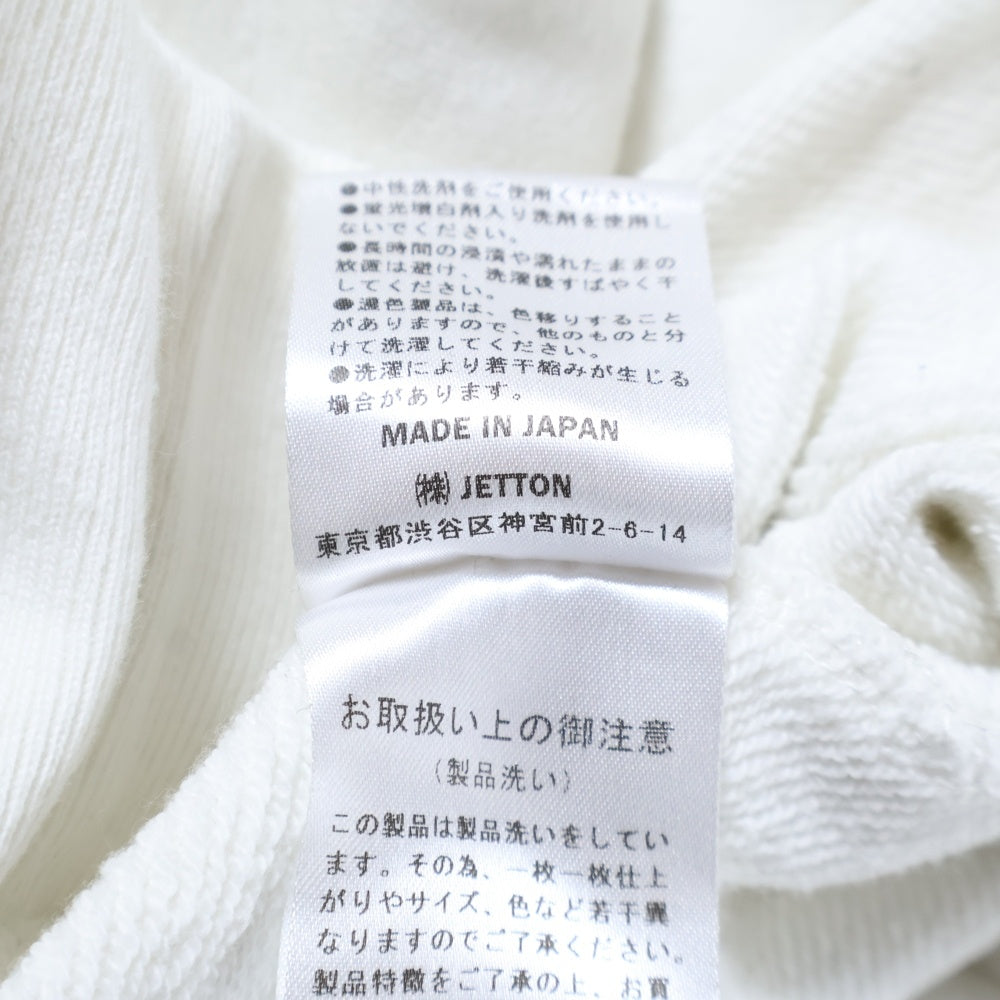 ●中性洗剤をご使用ください。
●蛍光増白剤入り洗剤を使用し
ないでください。
●長時間の浸漬や濡れたままの
放置は避け、洗濯後すばやく干
してください。
●濃色製品は、色移りすること
がありますので、他のものと分
けて洗濯してください。
●洗濯により若干縮みが生じる
場合があります。
MADE IN JAPAN
㈱ JETTON
東京都渋谷区神宮前2-6-14
お取扱い上の御注意
(製品洗い)
この製品は製品洗いをしてい
ます。その為、一枚一枚仕上
がりやサイズ、色など若干異
なりますのでご了承ください。
製品特徴をご了承の上、お買